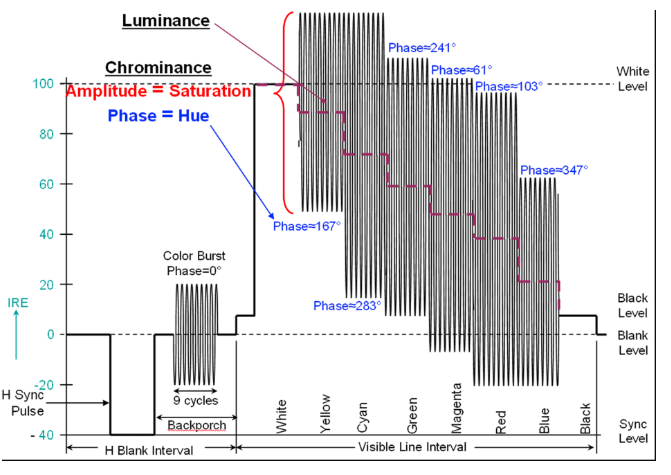 Luminance
Chrominance
Amplitude = Saturation
Phase = Hue
Phase≈241°
Phase≈61°
Phase≈103°
Phase≈347°
Phase≈167°
Phase≈283°
White
Level
Black
Level
Blank
Level
Sync
Level
100
80
60
40
20
0
-20
-40
IRE
Color Burst
Phase=0°
9 cycles
Backporch
H Sync
Pulse
H Blank Interval
Visible Line Interval
White
Yellow
Cyan
Green
Magenta
Red
Blue
Black